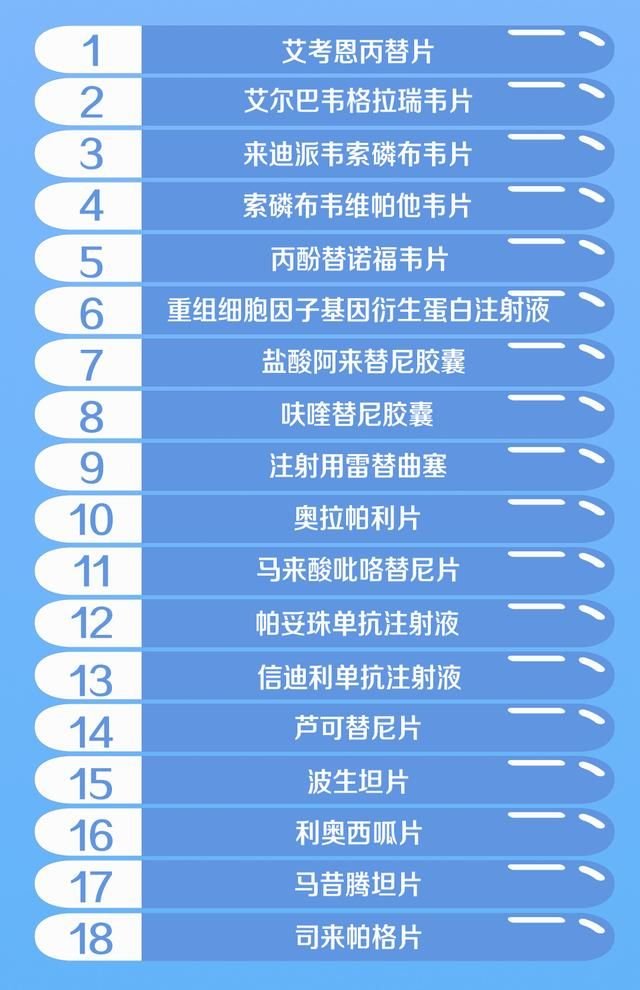 1 艾考恩丙替片
2 艾尔巴韦格拉瑞韦片
3 来迪派韦索磷布韦片
4 索磷布韦维帕他韦片
5 丙酚替诺福韦片
6 重组细胞因子基因衍生蛋白注射液
7 盐酸阿来替尼胶囊
8 呋喹替尼胶囊
9 注射用雷替曲塞
10 奥拉帕利片
11 马来酸吡咯替尼片
12 帕妥珠单抗注射液
13 信迪利单抗注射液
14 芦可替尼片
15 波生坦片
16 利奥西呱片
17 马昔腾坦片
18 司来帕格片